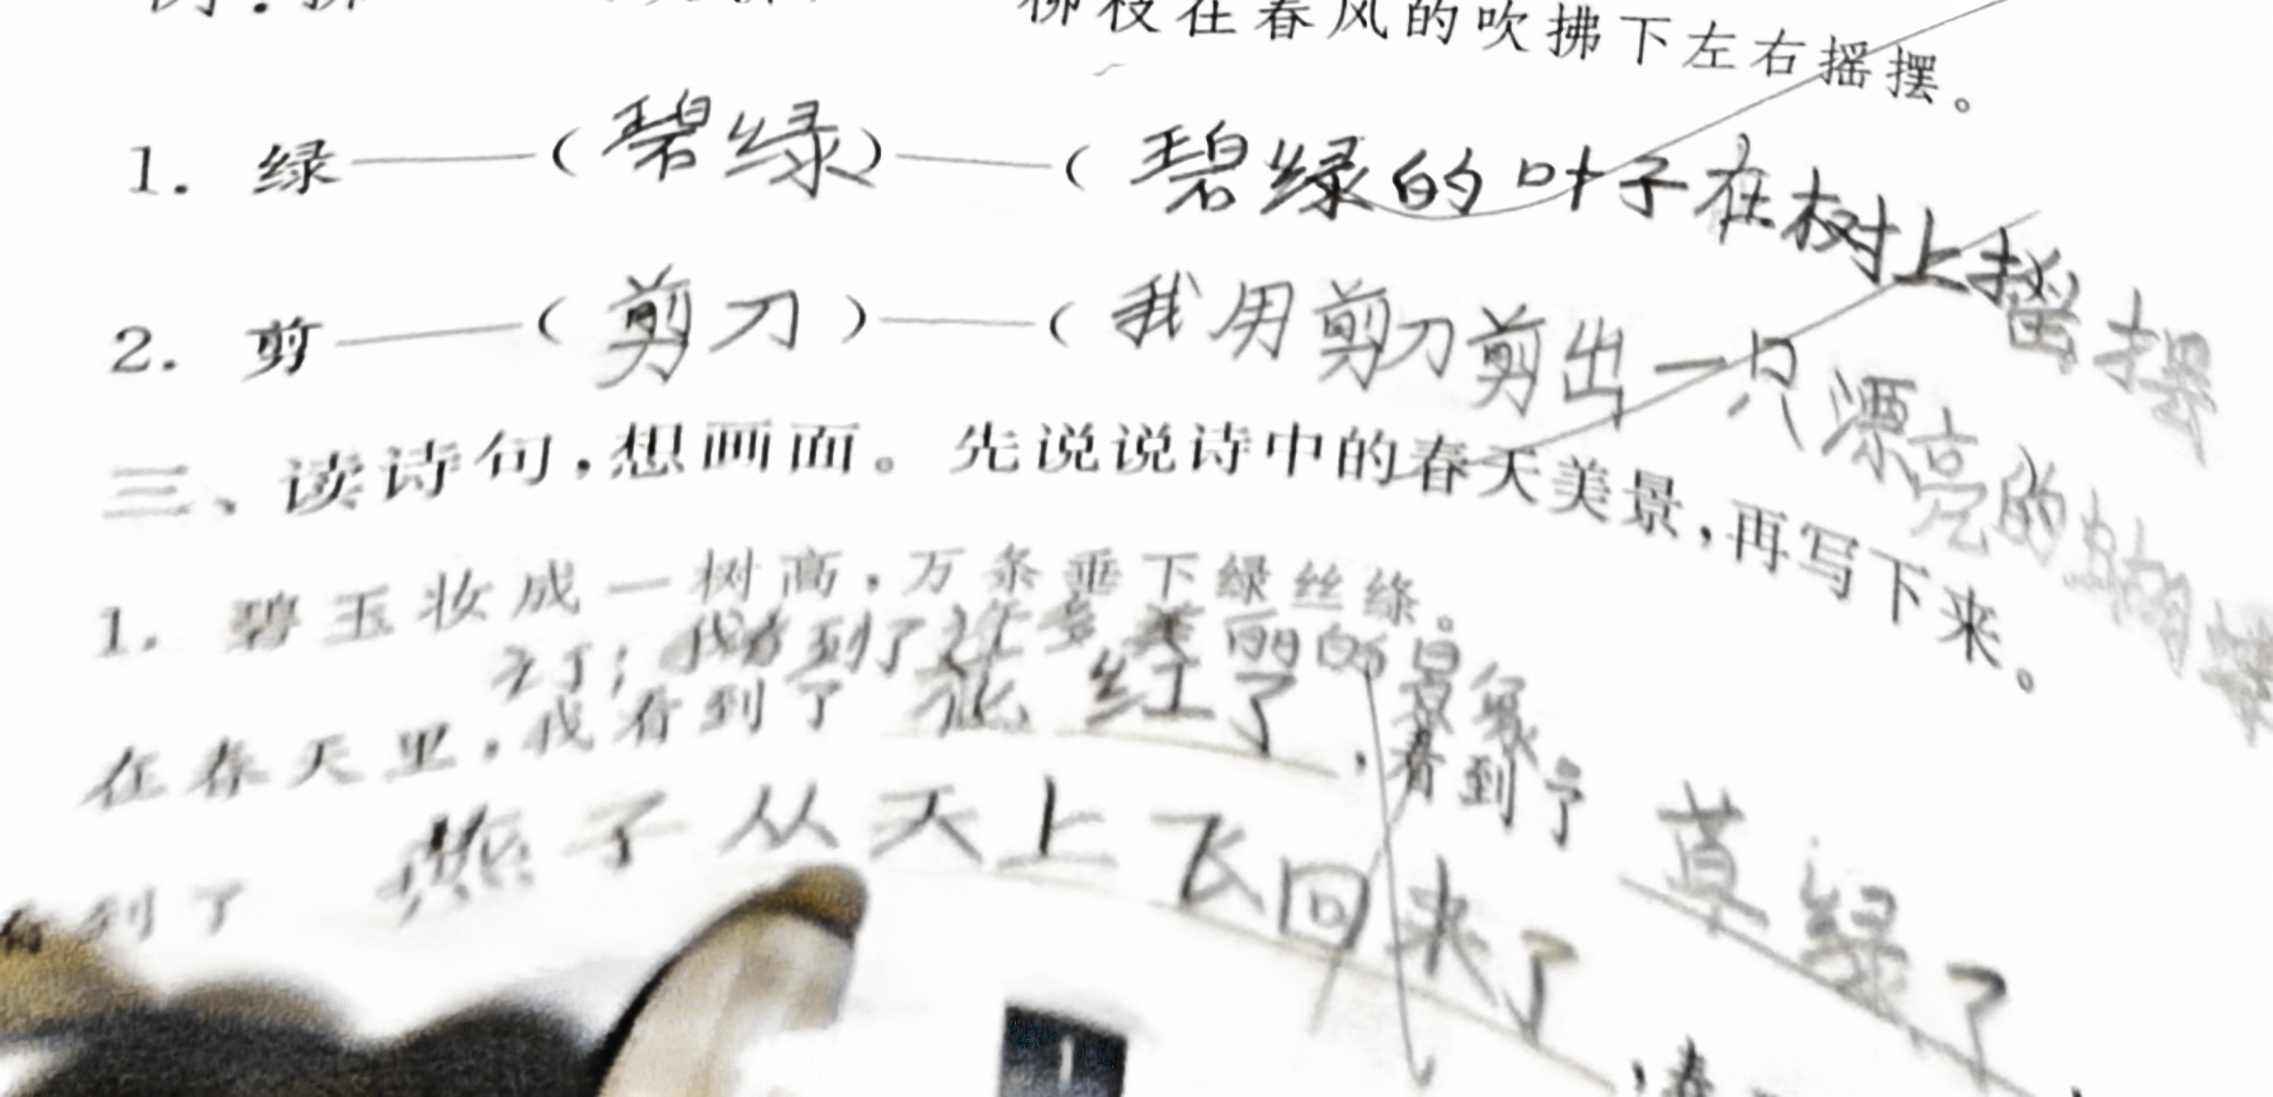 柳枝在春风的吹拂下左右摇摆。
1. 绿——(碧绿)——(碧绿的叶子在树上摇摆
2. 剪——(剪刀)——(我用剪刀剪出一只漂亮的蝴蝶
三、读诗句,想画面。先说说诗中的春天美景,再写下来。
1. 碧玉妆成一树高,万条垂下绿丝绦。
我看到了许多美丽的景象
在春天里,我看到了花红了,看到了草绿了
看到了燕子从天上飞回来了,春